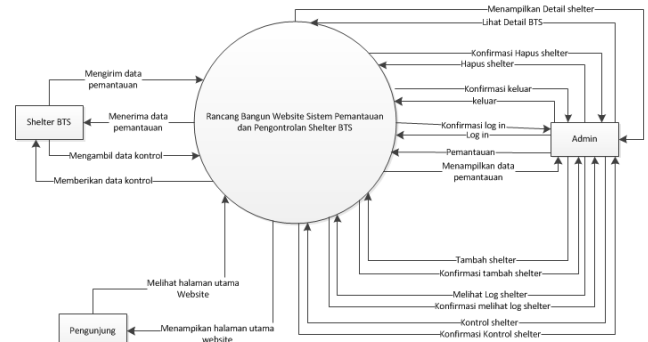 Menampilkan Detail shelter
Lihat Detail BTS
Konfirmasi Hapus shelter
Hapus shelter
Mengirim data
pemantauan
Konfirmasi keluar
keluar
Shelter BTS
Menerima data
pemantauan
Rancang Bangun Website Sistem Pemantauan
dan Pengontrolan Shelter BTS
Konfirmasi log in
Log in
Admin
Pemantauan
Mengambil data kontrol
Menampilkan data
pemantauan
Memberikan data kontrol
Tambah shelter
Konfirmasi tambah shelter
Melihat halaman utama
Website
Melihat Log shelter
Konfirmasi melihat log shelter
Kontrol shelter
Konfirmasi Kontrol shelter
Pengunjung
Menampikan halaman utama
website